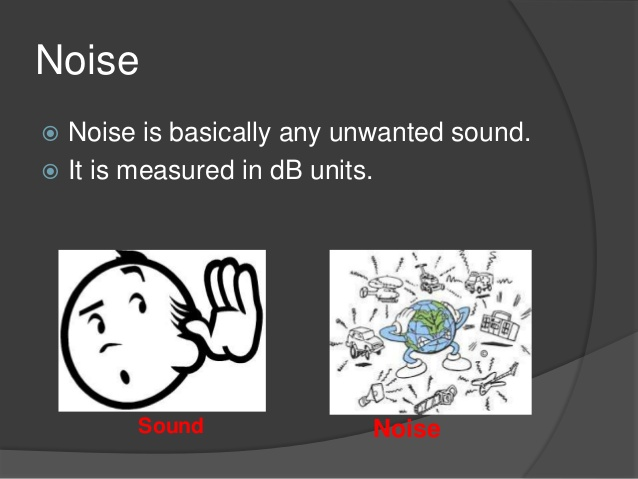 Noise
Noise is basically any unwanted sound.
It is measured in dB units.
Sound
Noise